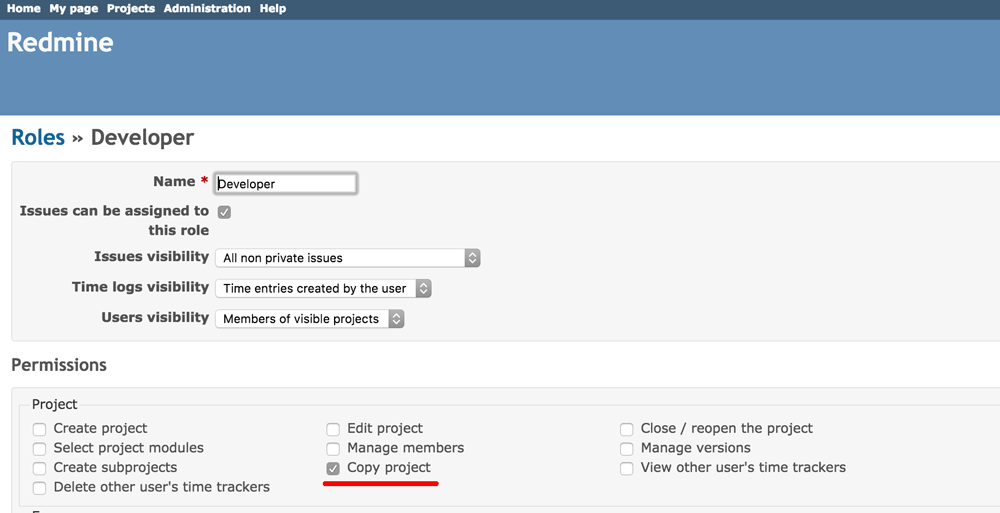 Home My page Projects Administration Help
Redmine
Roles » Developer
Name *
Developer
Issues can be assigned to
this role
Issues visibility
All non private issues
Time logs visibility
Time entries created by the user
Users visibility
Members of visible projects
Permissions
Project
Create project
Edit project
Close / reopen the project
Select project modules
Manage members
Manage versions
Create subprojects
Copy project
View other user's time trackers
Delete other user's time trackers